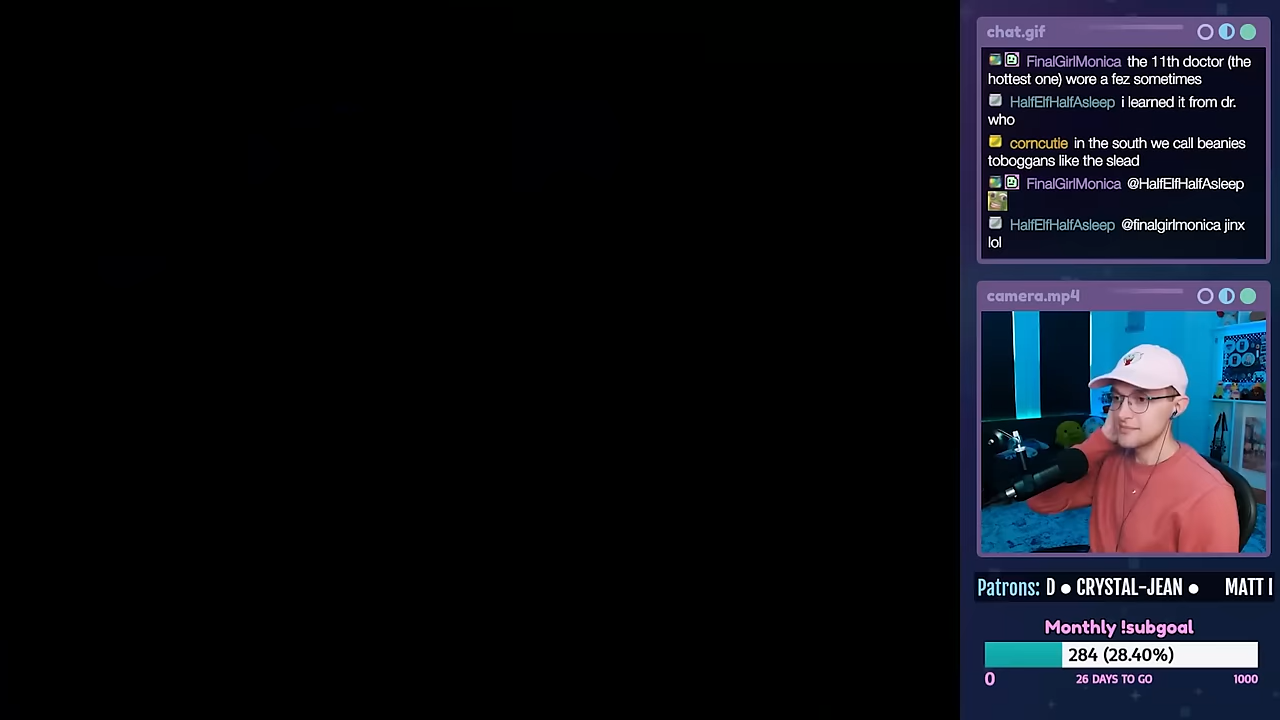 chat.gif
FinalGirlMonica the 11th doctor (the
hottest one) wore a fez sometimes
HalfElfHalfAsleep i learned it from dr.
who
corncutie in the south we call beanies
toboggans like the slead
FinalGirlMonica @HalfElfHalfAsleep
HalfElfHalfAsleep @finalgirlmonica jinx
lol
camera.mp4
Patrons: D ● CRYSTAL-JEAN ● MATT
Monthly !subgoal
284 (28.40%)
0 26 DAYS TO GO 1000